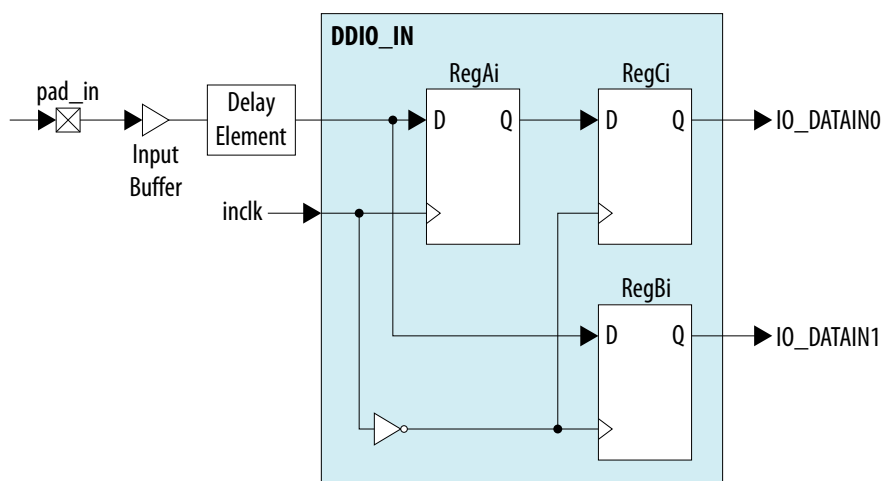 DDIO_IN
RegAi
RegCi
pad_in
Delay
Element
D
Q
D
Q
IO_DATAIN0
Input
Buffer
inclk
RegBi
D
Q
IO_DATAIN1